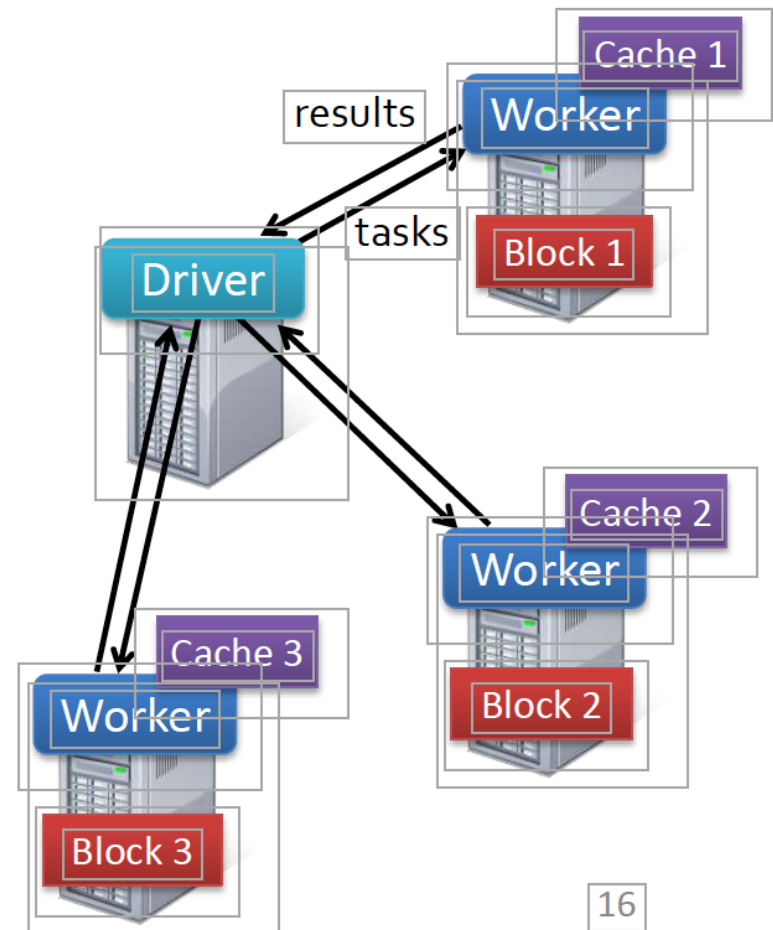 Cache 1
Worker
results
tasks
Block 1
Driver
Cache 2
Worker
Block 2
Cache 3
Worker
Block 3
16